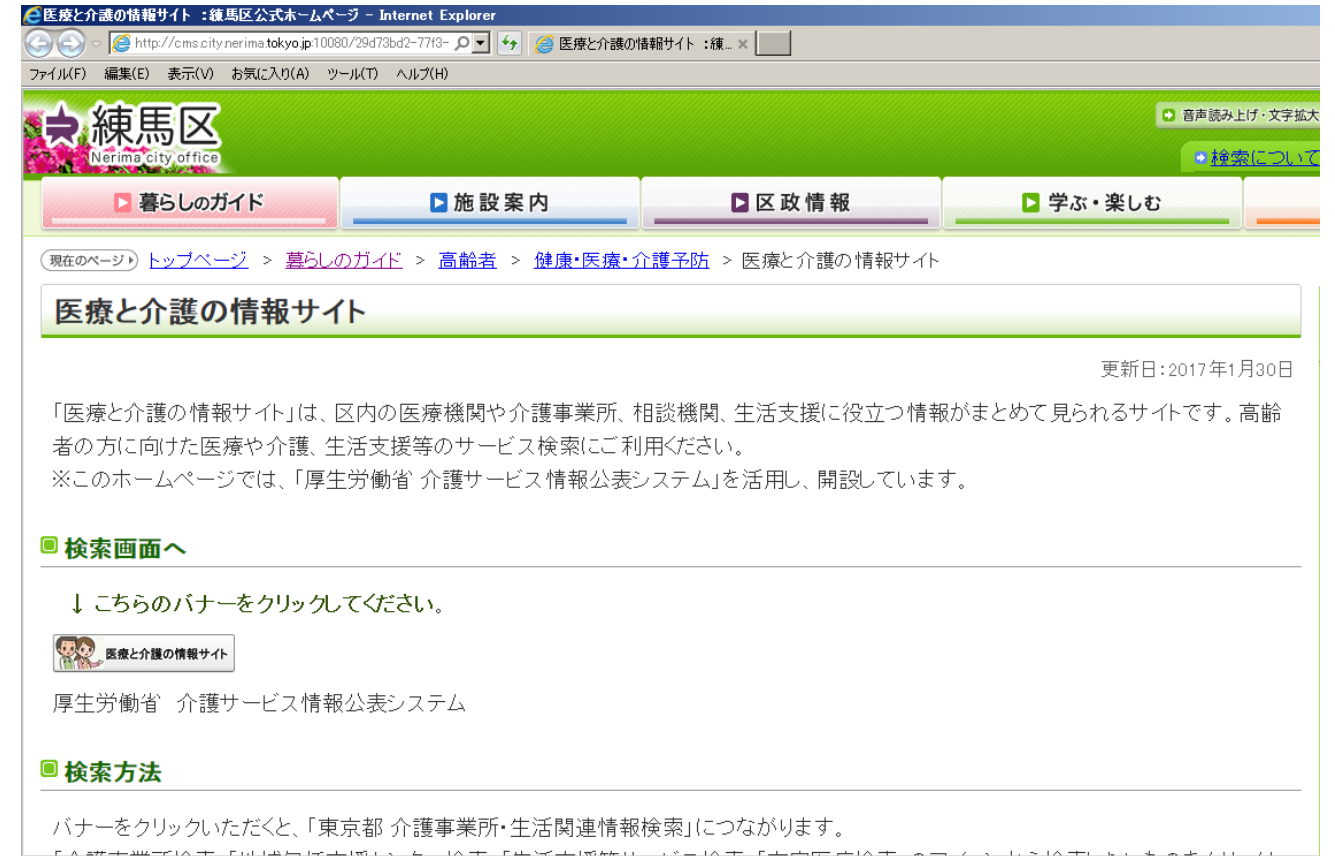 医療と介護の情報サイト ：練馬区公式ホームページ - Internet Explorer
http://cms.city.nerima.tokyo.jp:10080/29d73bd2-77f3-
医療と介護の情報サイト ：練...
ファイル(F) 編集(E) 表示(V) お気に入り(A) ツール(T) ヘルプ(H)
練馬区
Nerima city office
音声読み上げ・文字拡大
検索について
暮らしのガイド
施設案内
区政情報
学ぶ・楽しむ
現在のページ トップページ > 暮らしのガイド > 高齢者 > 健康・医療・介護予防 > 医療と介護の情報サイト
医療と介護の情報サイト
更新日：2017年1月30日
「医療と介護の情報サイト」は、区内の医療機関や介護事業所、相談機関、生活支援に役立つ情報がまとめて見られるサイトです。高齢
者の方に向けた医療や介護、生活支援等のサービス検索にご利用ください。
※このホームページでは、「厚生労働省 介護サービス情報公表システム」を活用し、開設しています。
検索画面へ
↓こちらのバナーをクリックしてください。
医療と介護の情報サイト
厚生労働省　介護サービス情報公表システム
検索方法
バナーをクリックいただくと、「東京都 介護事業所・生活関連情報検索」につながります。